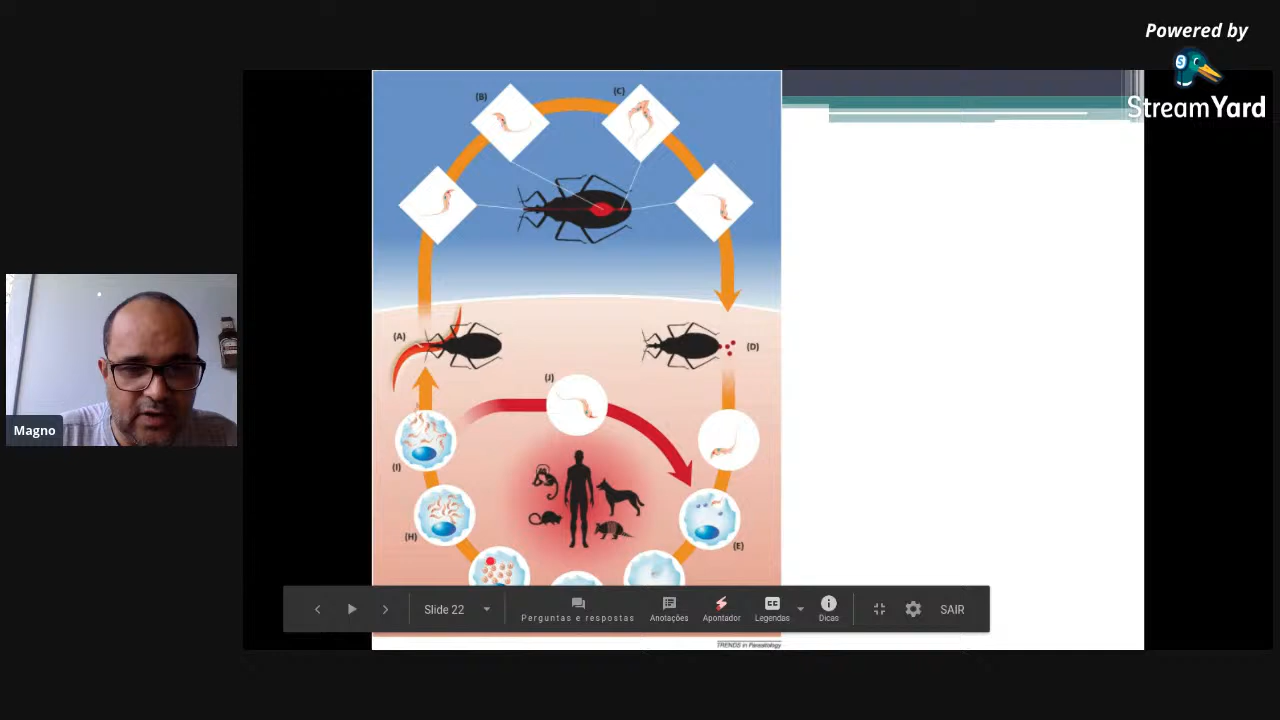 Powered by
StreamYard
(B)
(C)
(A)
(D)
(J)
(I)
(H)
(E)
Magno
Slide 22
Perguntas e respostas
Anotações
Apontador
Legendas
Dicas
SAIR
TRENDS in Parasitology